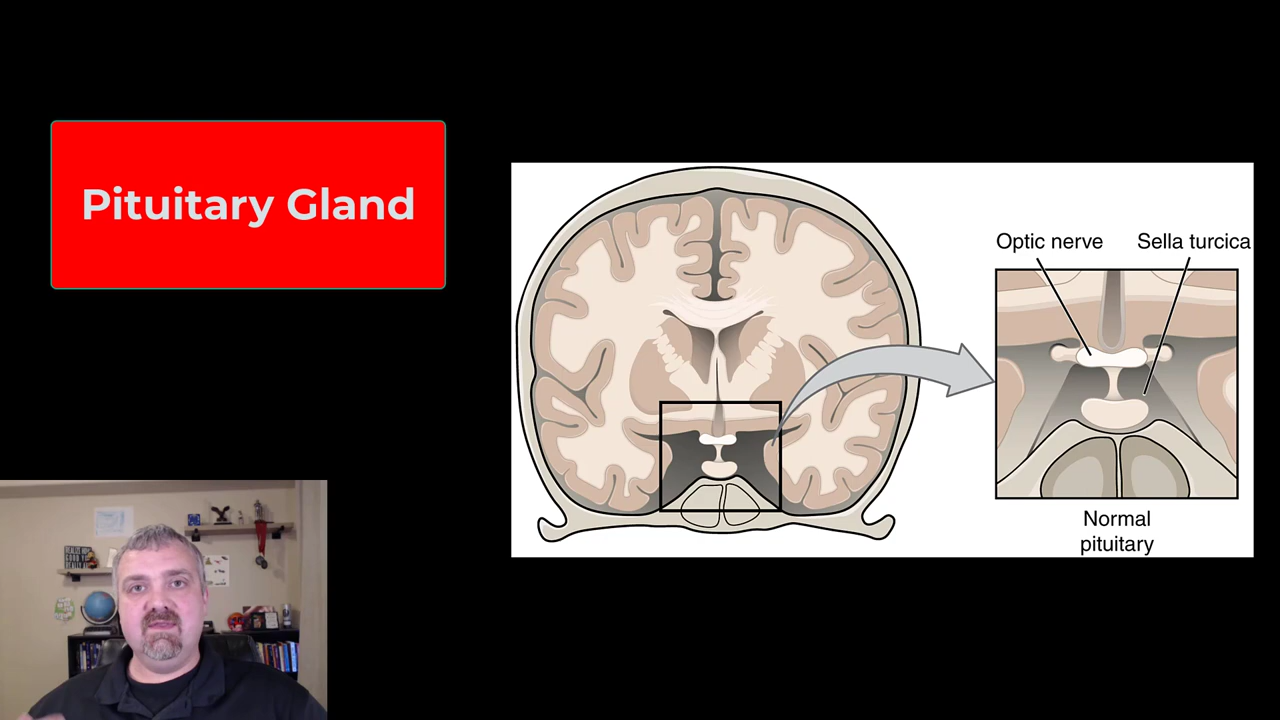 Pituitary Gland
Optic nerve
Sella turcica
Normal
pituitary